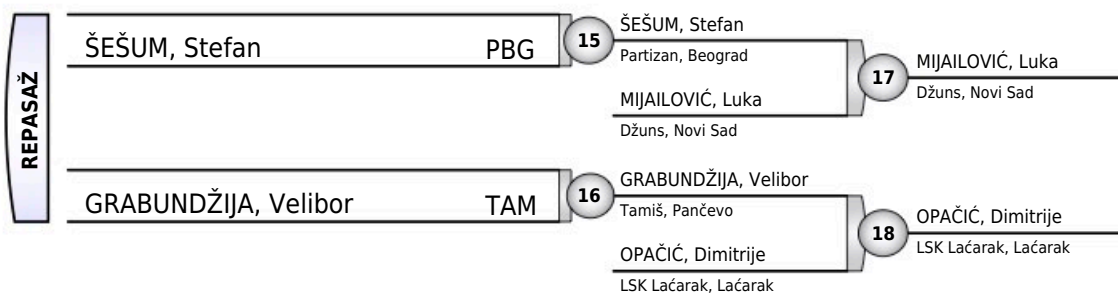 REPASAŽ
ŠEŠUM, Stefan PBG
15
ŠEŠUM, Stefan
Partizan, Beograd
MIJAILOVIĆ, Luka
Džuns, Novi Sad
17
MIJAILOVIĆ, Luka
Džuns, Novi Sad
GRABUNDŽIJA, Velibor TAM
16
GRABUNDŽIJA, Velibor
Tamiš, Pančevo
OPAČIĆ, Dimitrije
LSK Laćarak, Laćarak
18
OPAČIĆ, Dimitrije
LSK Laćarak, Laćarak